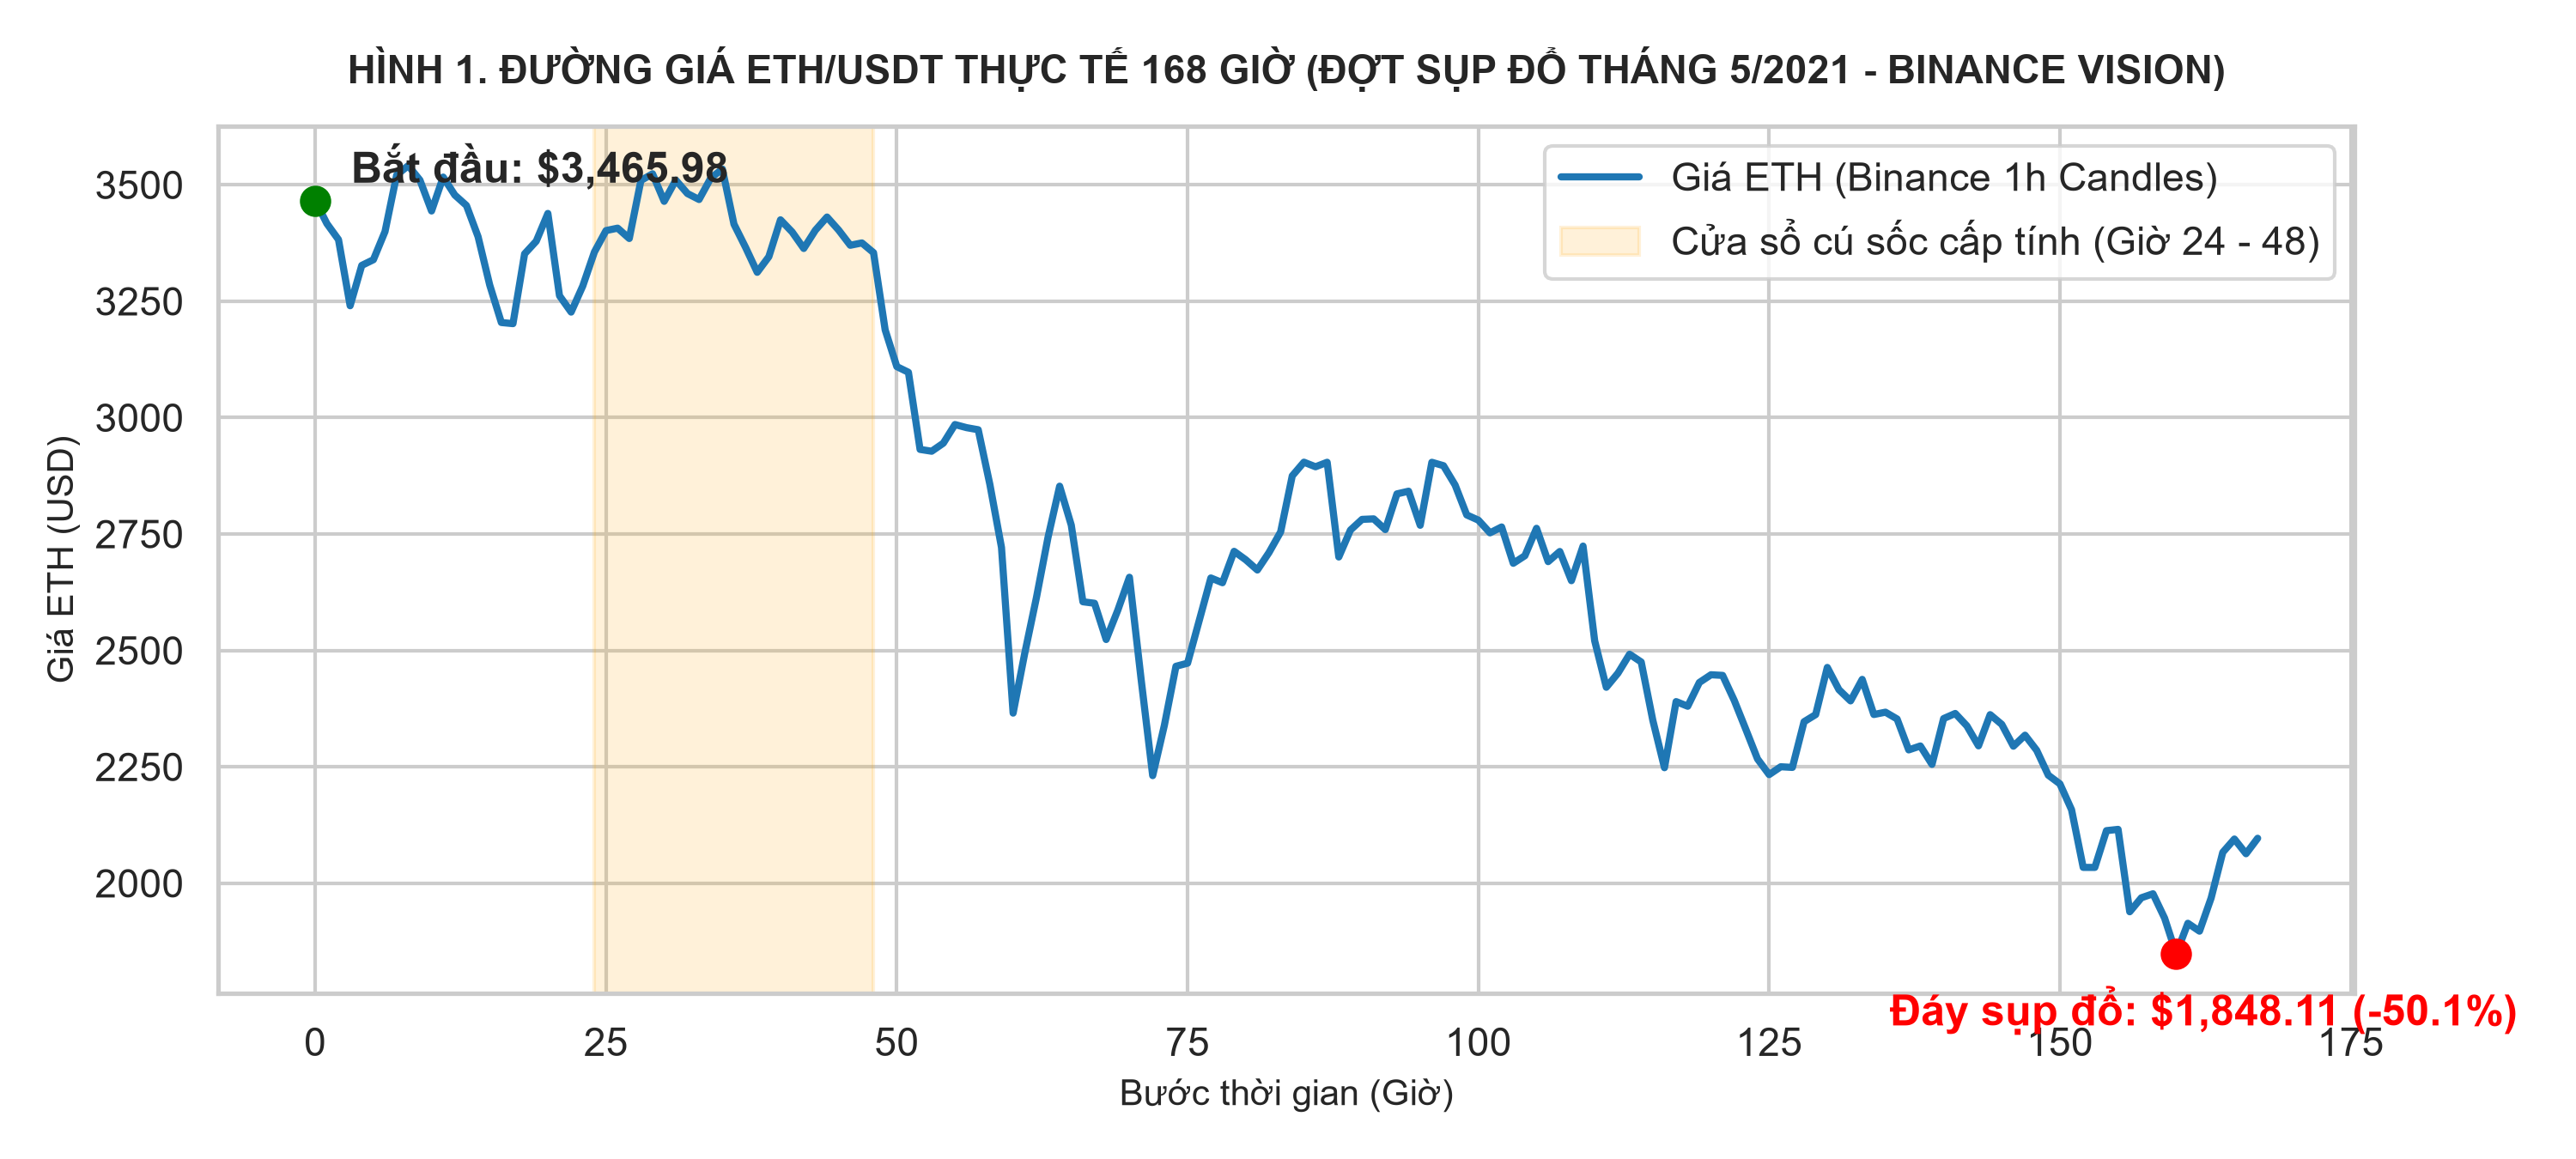 HÌNH 1. ĐƯỜNG GIÁ ETH/USDT THỰC TẾ 168 GIỜ (ĐỢT SỤP ĐỔ THÁNG 5/2021 - BINANCE VISION)
Bắt đầu: $3,465.98
Giá ETH (Binance 1h Candles)
Cửa sổ cú sốc cấp tính (Giờ 24 - 48)
Giá ETH (USD)
3500
3250
3000
2750
2500
2250
2000
Đáy sụp đổ: $1,848.11 (-50.1%)
0 25 50 75 100 125 150 175
Bước thời gian (Giờ)